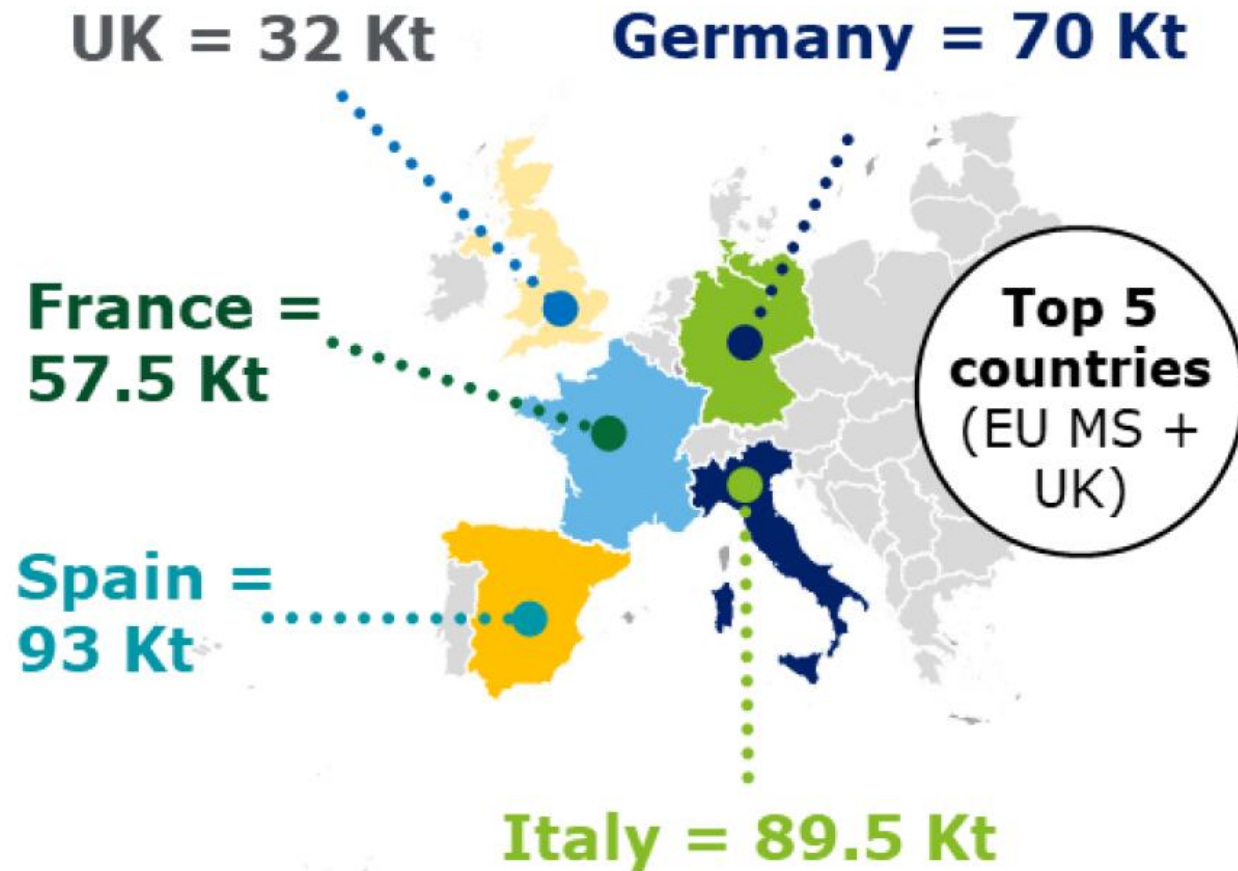 UK = 32 Kt
Germany = 70 Kt
France =
57.5 Kt
Top 5
countries
(EU MS +
UK)
Spain =
93 Kt
Italy = 89.5 Kt